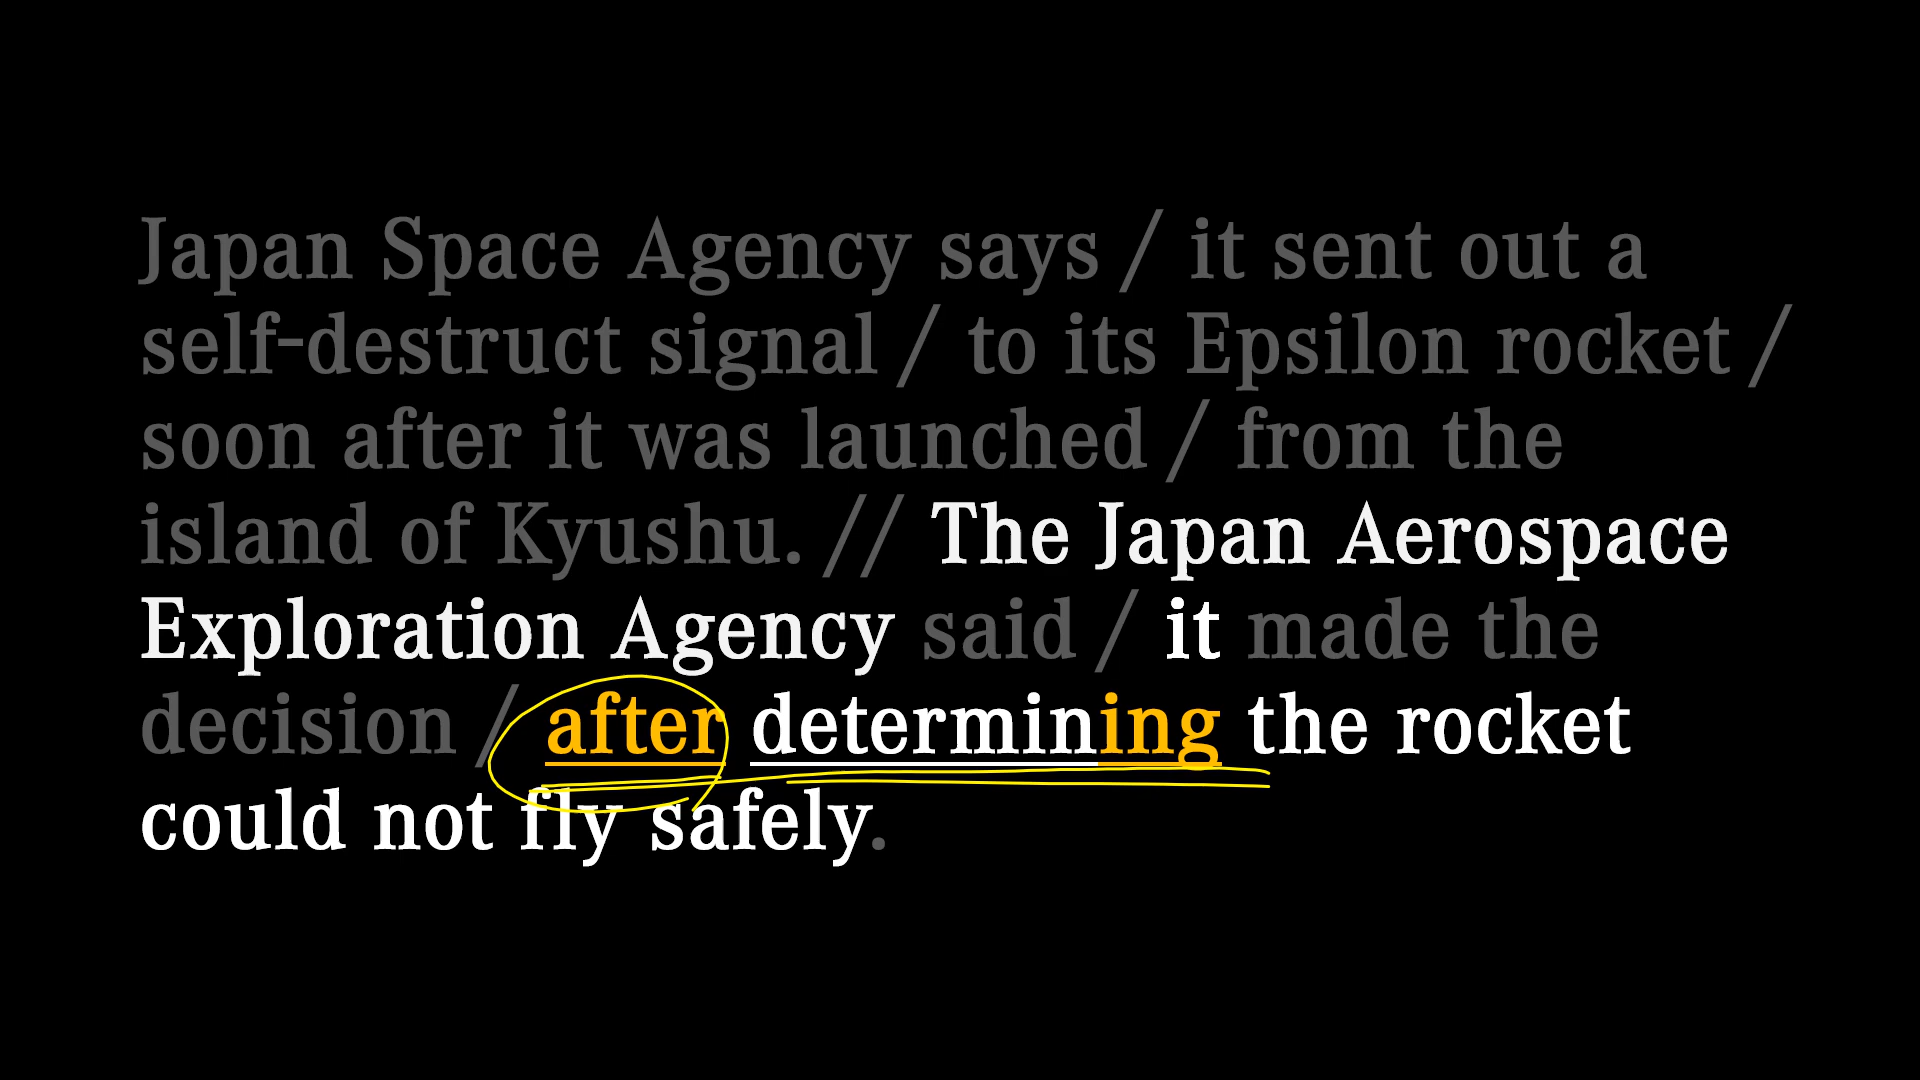 Japan Space Agency says / it sent out a
self-destruct signal / to its Epsilon rocket /
soon after it was launched / from the
island of Kyushu. // The Japan Aerospace
Exploration Agency said / it made the
decision / after determining the rocket
could not fly safely.